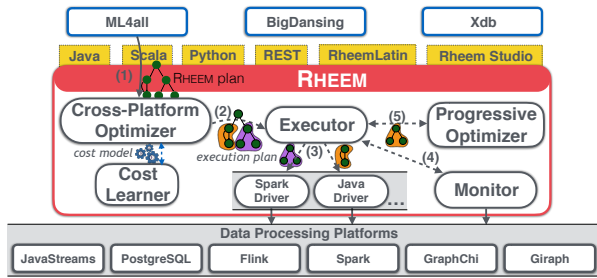 ML4all BigDansing Xdb
Java Scala Python REST RheemLatin Rheem Studio
(1) RHEEM plan RHEEM
Cross-Platform
Optimizer
(2)
Executor
(5)
Progressive
Optimizer
cost model
execution plan
(3)
(4)
Cost
Learner
Spark
Driver
Java
Driver
...
Monitor
Data Processing Platforms
JavaStreams PostgreSQL Flink Spark GraphChi Giraph